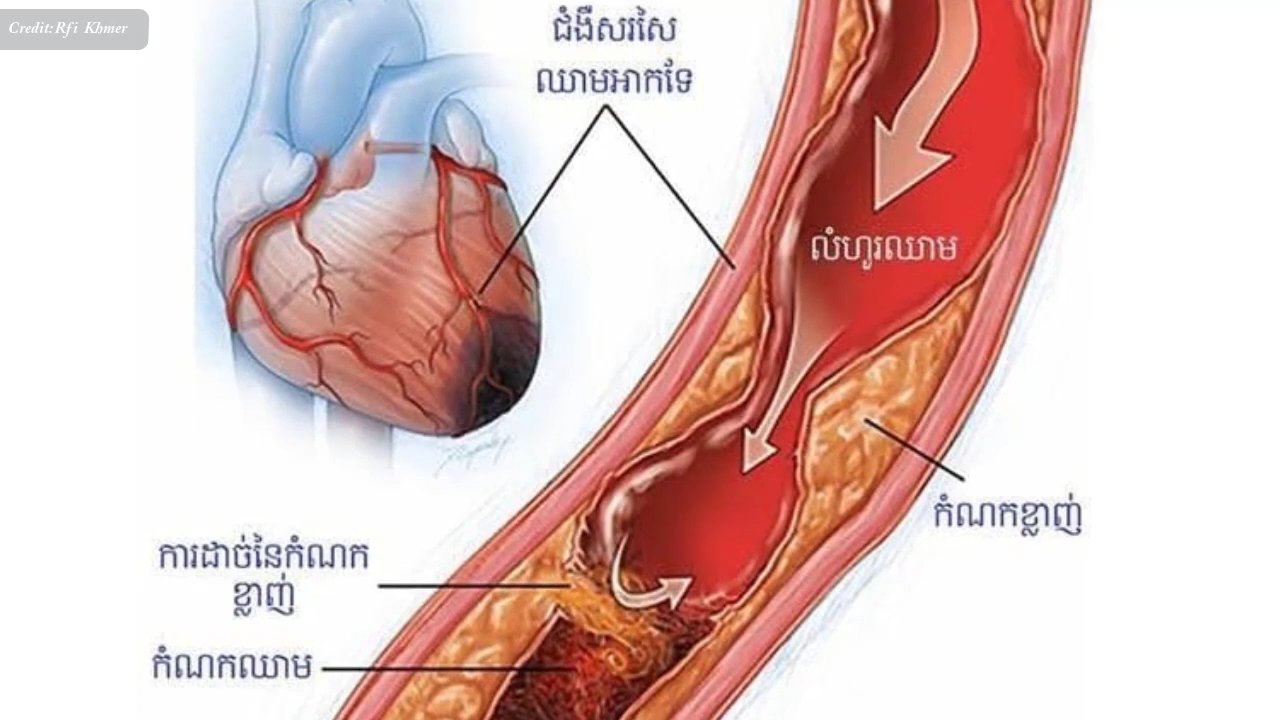 Credit:Rfi Khmer
ជំងឺសរសៃ
ឈាមអាកទែ
លំហូរឈាម
កំណកខ្លាញ់
ការដាច់នៃកំណក
ខ្លាញ់
កំណកឈាម